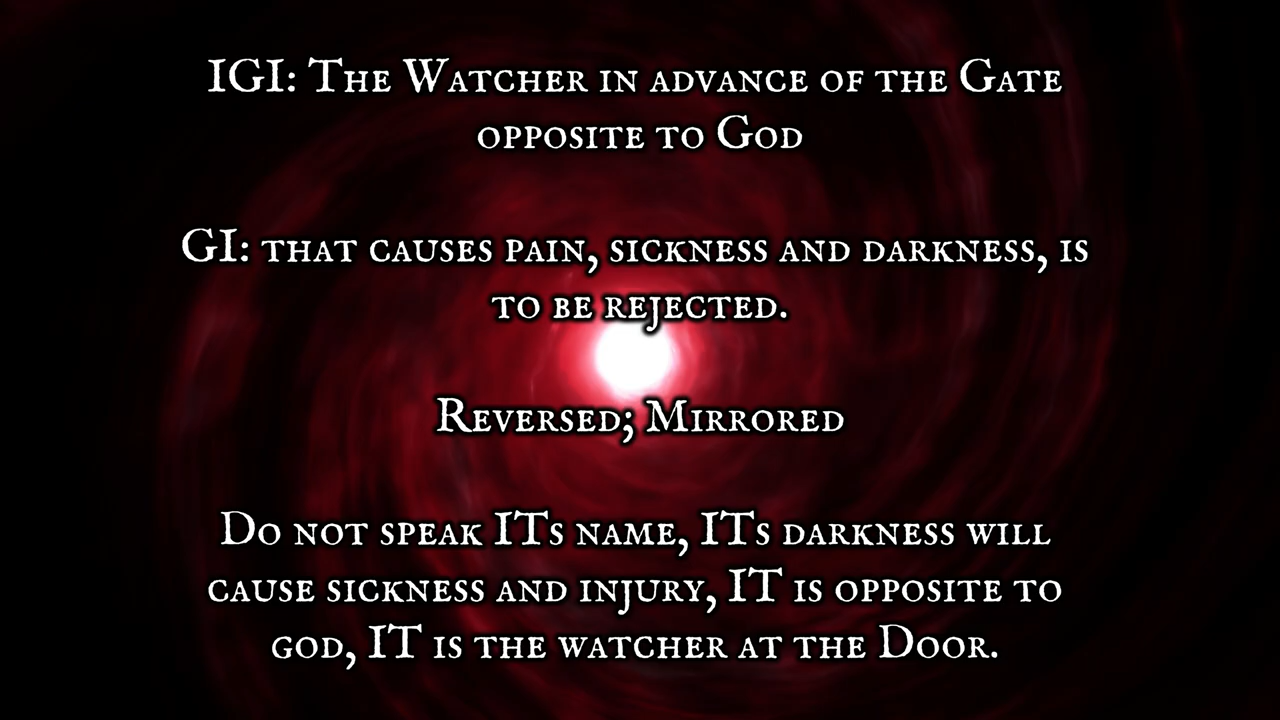 IGI: The Watcher in advance of the Gate
opposite to God
GI: that causes pain, sickness and darkness, is
to be rejected.
Reversed; Mirrored
Do not speak ITs name, ITs darkness will
cause sickness and injury, IT is opposite to
god, IT is the watcher at the Door.